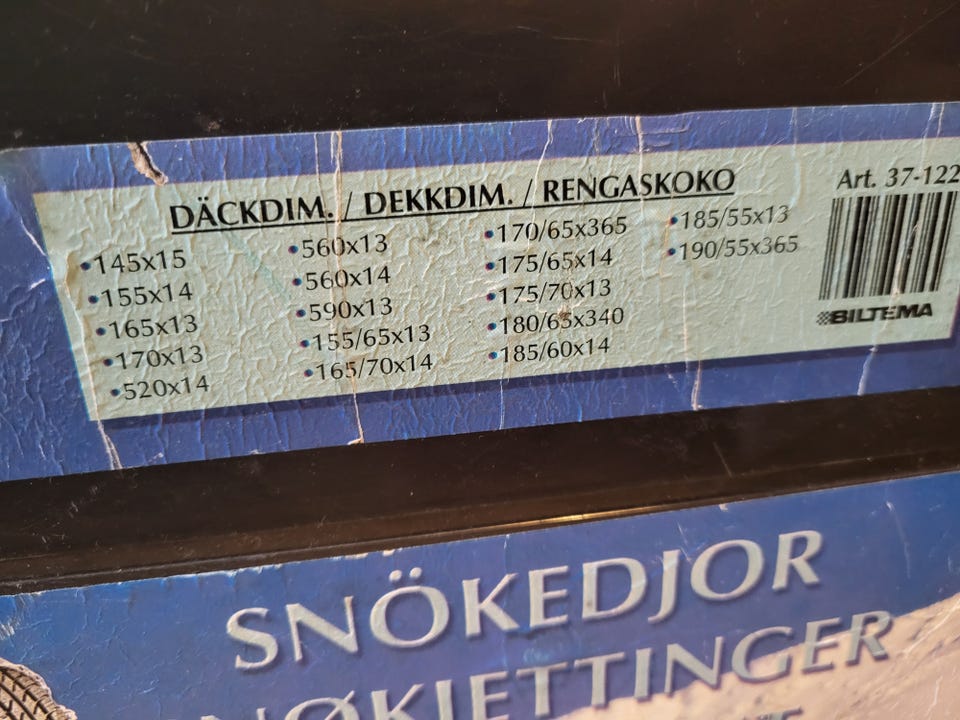 DÄCKDIM. / DEKKDIM. / RENGASKOKO
•145x15
•155x14
•165x13
•170x13
•520x14
•560x13
•560x14
•590x13
•155/65x13
•165/70x14
•170/65x365
•175/65x14
•175/70x13
•180/65x340
•185/60x14
•185/55x13
•190/55x365
Art. 37-122
BILTEMA
SNÖKEDJOR
NØKJETTINGER